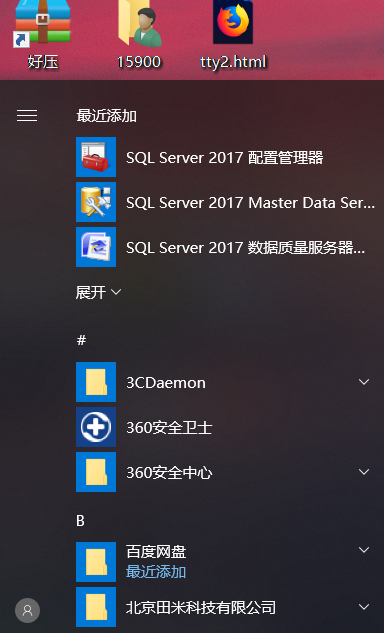 好压
15900
tty2.html
最近添加
SQL Server 2017 配置管理器
SQL Server 2017 Master Data Ser...
SQL Server 2017 数据质量服务器...
展开
#
3CDaemon
360安全卫士
360安全中心
B
百度网盘
最近添加
北京田米科技有限公司